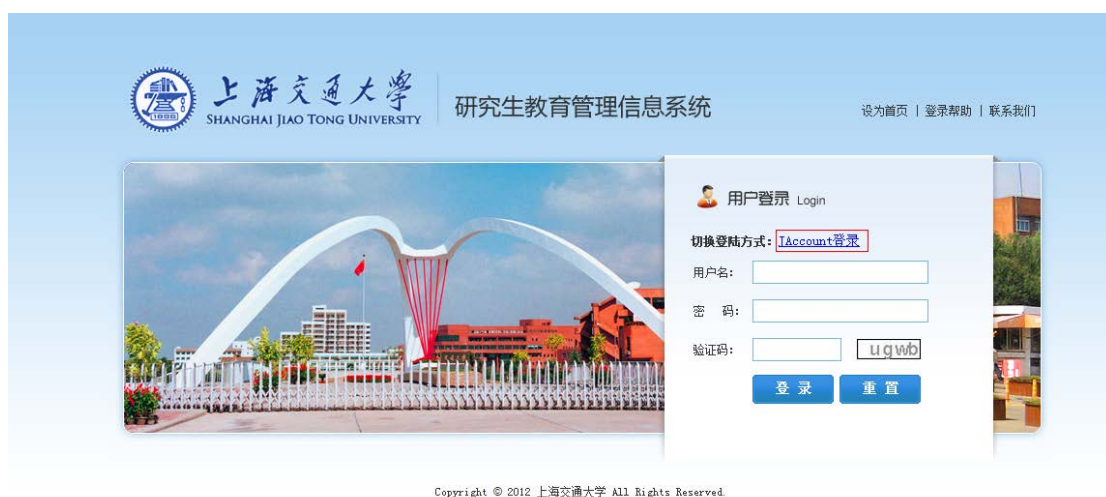 上海交通大学
SHANGHAI JIAO TONG UNIVERSITY
1896
研究生教育管理信息系统
设为首页 | 登录帮助 | 联系我们
用户登录 Login
切换登陆方式：JAccount登录
用户名：
密 码：
验证码： ugwb
登 录 重 置
Copyright © 2012 上海交通大学 All Rights Reserved.